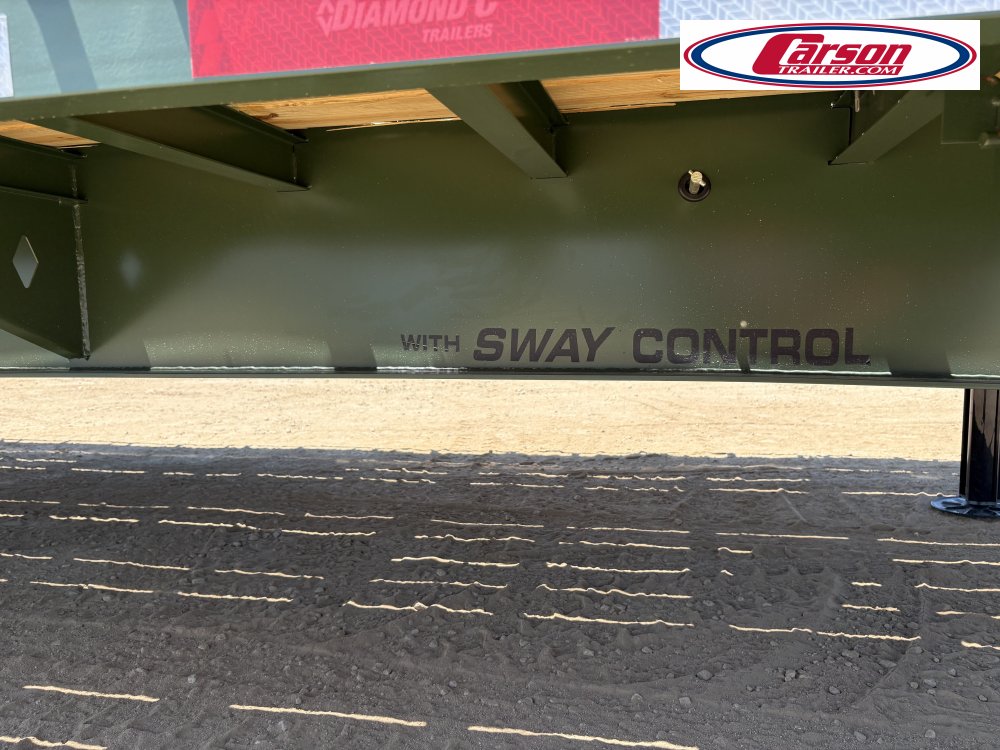 DIAMOND C
TRAILERS
Carson
TRAILER.COM
WITH SWAY CONTROL